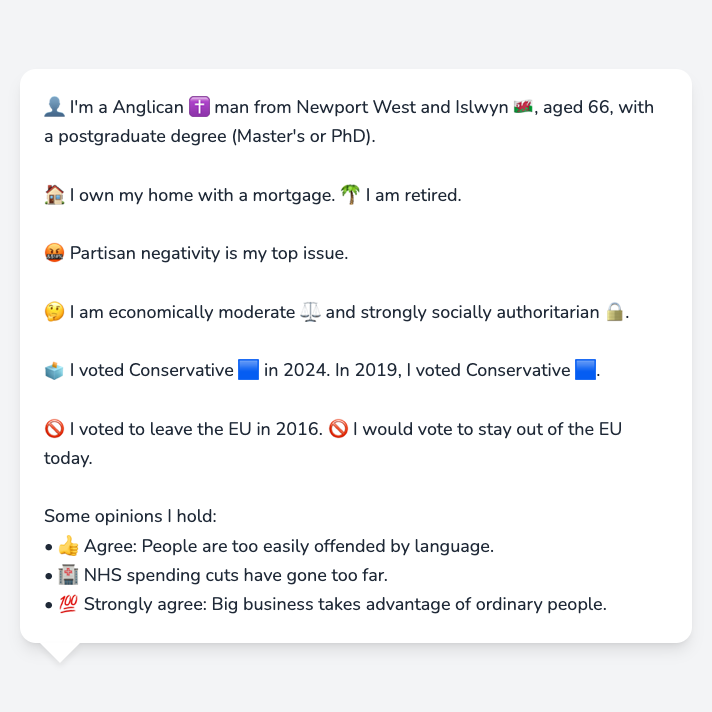 👤 I'm a Anglican ✝️ man from Newport West and Islwyn 🏴󠁧󠁢󠁷󠁬󠁳󠁿, aged 66, with
a postgraduate degree (Master's or PhD).
🏠 I own my home with a mortgage. 🌴 I am retired.
🤬 Partisan negativity is my top issue.
🤔 I am economically moderate ⚖️ and strongly socially authoritarian 🔒.
🗳️ I voted Conservative 🟦 in 2024. In 2019, I voted Conservative 🟦.
🚫 I voted to leave the EU in 2016. 🚫 I would vote to stay out of the EU
today.
Some opinions I hold:
• 👍 Agree: People are too easily offended by language.
• 🏥 NHS spending cuts have gone too far.
• 💯 Strongly agree: Big business takes advantage of ordinary people.